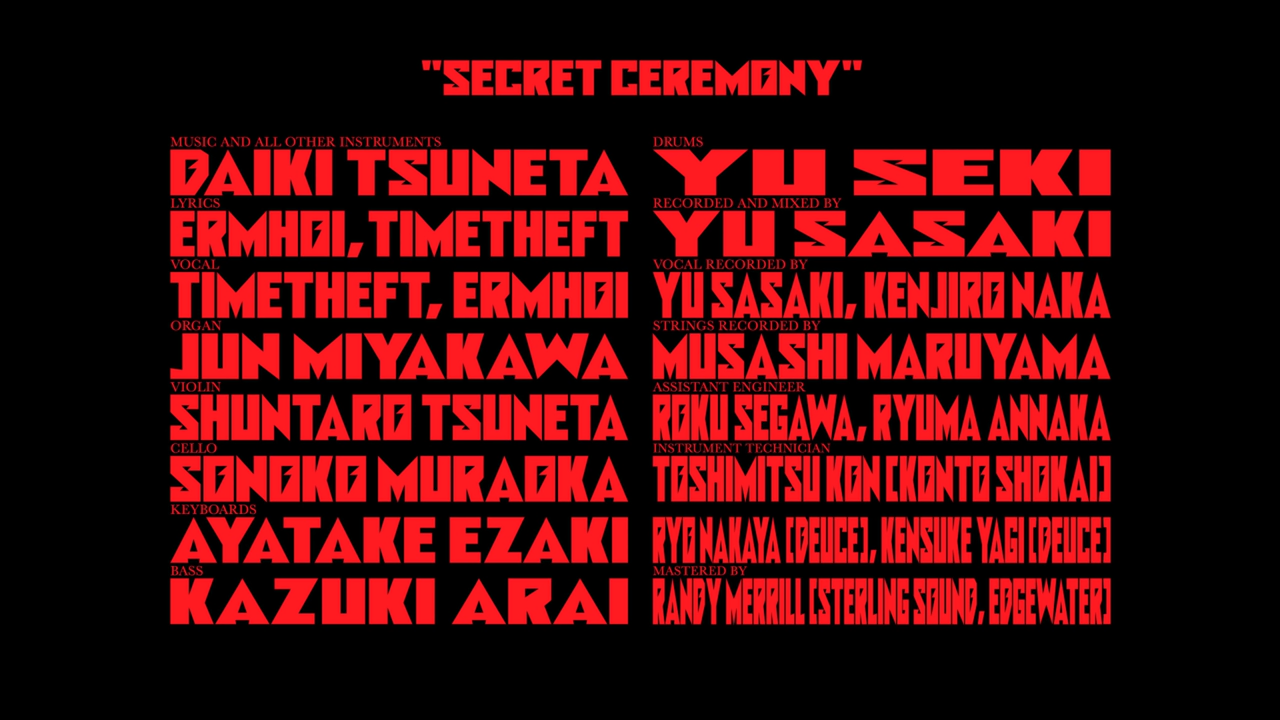 "SECRET CEREMONY"
MUSIC AND ALL OTHER INSTRUMENTS
DAIKI TSUNETA
LYRICS
ERMHOI, TIMETHEFT
VOCAL
TIMETHEFT, ERMHOI
ORGAN
JUN MIYAKAWA
VIOLIN
SHUNTARO TSUNETA
CELLO
SONOKO MURAOKA
KEYBOARDS
AYATAKE EZAKI
BASS
KAZUKI ARAI
DRUMS
YU SEKI
RECORDED AND MIXED BY
YU SASAKI
VOCAL RECORDED BY
YU SASAKI, KENJIRO NAKA
STRINGS RECORDED BY
MUSASHI MARUYAMA
ASSISTANT ENGINEER
ROKU SEGAWA, RYUMA ANNAKA
INSTRUMENT TECHNICIAN
TOSHIMITSU KON [KONTO SHOKAI]
RYO NAKAYA [DEUCE], KENSUKE YAGI [DEUCE]
MASTERED BY
RANDY MERRILL [STERLING SOUND, EDGEWATER]